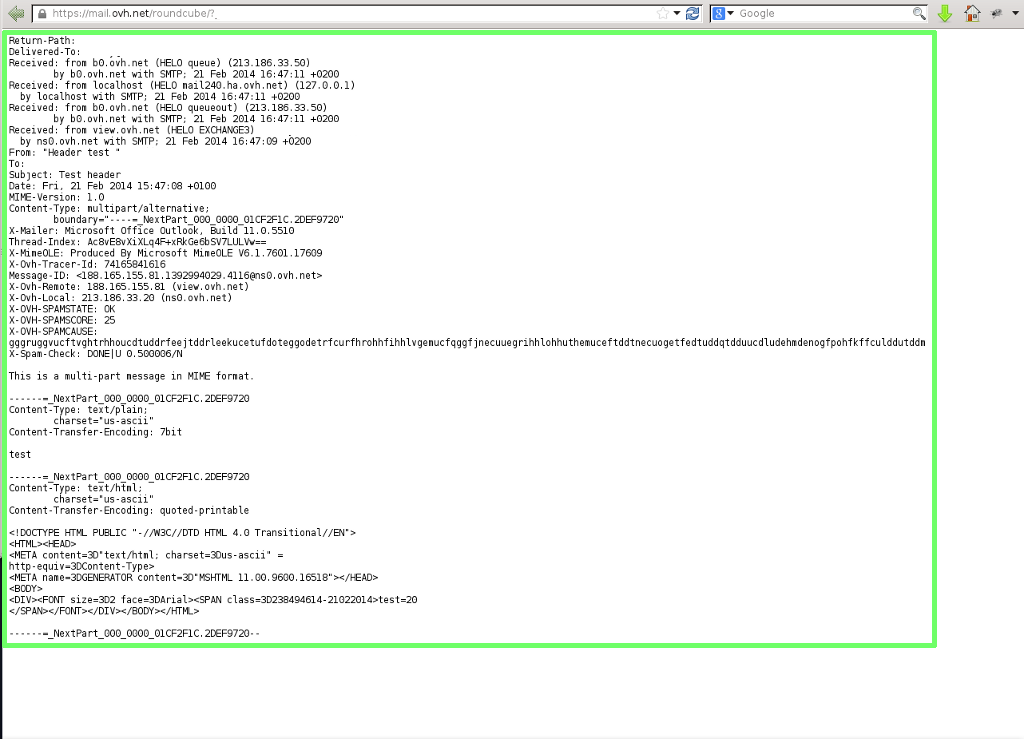 https://mail.ovh.net/roundcube/?_
Google
Return-Path:
Delivered-To:
Received: from b0.ovh.net (HELO queue) (213.186.33.50)
by b0.ovh.net with SMTP; 21 Feb 2014 16:47:11 +0200
Received: from localhost (HELO mail240.ha.ovh.net) (127.0.0.1)
by localhost with SMTP; 21 Feb 2014 16:47:11 +0200
Received: from b0.ovh.net (HELO queueout) (213.186.33.50)
by b0.ovh.net with SMTP; 21 Feb 2014 16:47:11 +0200
Received: from view.ovh.net (HELO EXCHANGE3)
by ns0.ovh.net with SMTP; 21 Feb 2014 16:47:09 +0200
From: "Header test "
To:
Subject: Test header
Date: Fri, 21 Feb 2014 15:47:08 +0100
MIME-Version: 1.0
Content-Type: multipart/alternative;
boundary="----=_NextPart_000_0000_01CF2F1C.2DEF9720"
X-Mailer: Microsoft Office Outlook, Build 11.0.5510
Thread-Index: Ac8vE8vXiXLq4F+xRkGe6bSV7LULVw==
X-MimeOLE: Produced By Microsoft MimeOLE V6.1.7601.17609
X-Ovh-Tracer-Id: 74165841616
Message-ID: <188.165.155.81.1392994029.4116@ns0.ovh.net>
X-Ovh-Remote: 188.165.155.81 (view.ovh.net)
X-Ovh-Local: 213.186.33.20 (ns0.ovh.net)
X-OVH-SPAMSTATE: OK
X-OVH-SPAMSCORE: 25
X-OVH-SPAMCAUSE:
gggruggvucftvghtrhhoucdtuddrfeejtddrleekucetufdoteggodetrfcurfhrohhfihhlvgemucfqggfjnecuuegrihhlohhuthemuceftddtnecuogetfedtuddqtdduucdludehmdenogfpohfkffculddutddm
X-Spam-Check: DONE|U 0.500006/N
This is a multi-part message in MIME format.
------=_NextPart_000_0000_01CF2F1C.2DEF9720
Content-Type: text/plain;
charset="us-ascii"
Content-Transfer-Encoding: 7bit
test
------=_NextPart_000_0000_01CF2F1C.2DEF9720
Content-Type: text/html;
charset="us-ascii"
Content-Transfer-Encoding: quoted-printable
<!DOCTYPE HTML PUBLIC "-//W3C//DTD HTML 4.0 Transitional//EN">
<HTML><HEAD>
<META content=3D"text/html; charset=3Dus-ascii" =
http-equiv=3DContent-Type>
<META name=3DGENERATOR content=3D"MSHTML 11.00.9600.16518"></HEAD>
<BODY>
<DIV><FONT size=3D2 face=3DArial><SPAN class=3D238494614-21022014>test=20
</SPAN></FONT></DIV></BODY></HTML>
------=_NextPart_000_0000_01CF2F1C.2DEF9720--